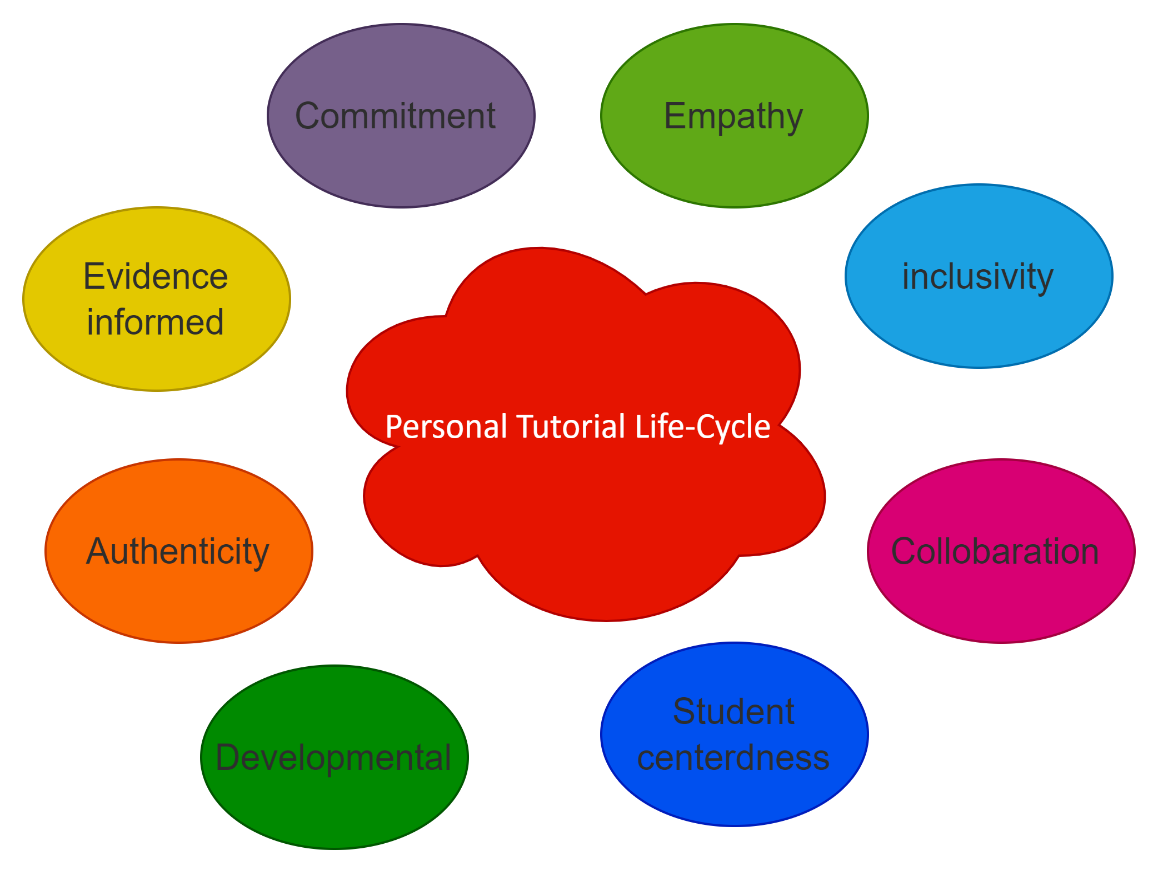 Commitment
Empathy
Evidence
informed
inclusivity
Personal Tutorial Life-Cycle
Authenticity
Collobaration
Developmental
Student
centerdness